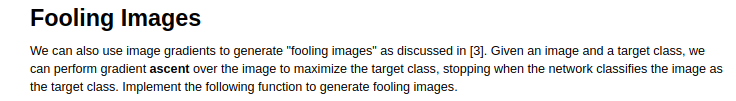 Fooling Images
We can also use image gradients to generate "fooling images" as discussed in [3]. Given an image and a target class, we
can perform gradient ascent over the image to maximize the target class, stopping when the network classifies the image as
the target class. Implement the following function to generate fooling images.